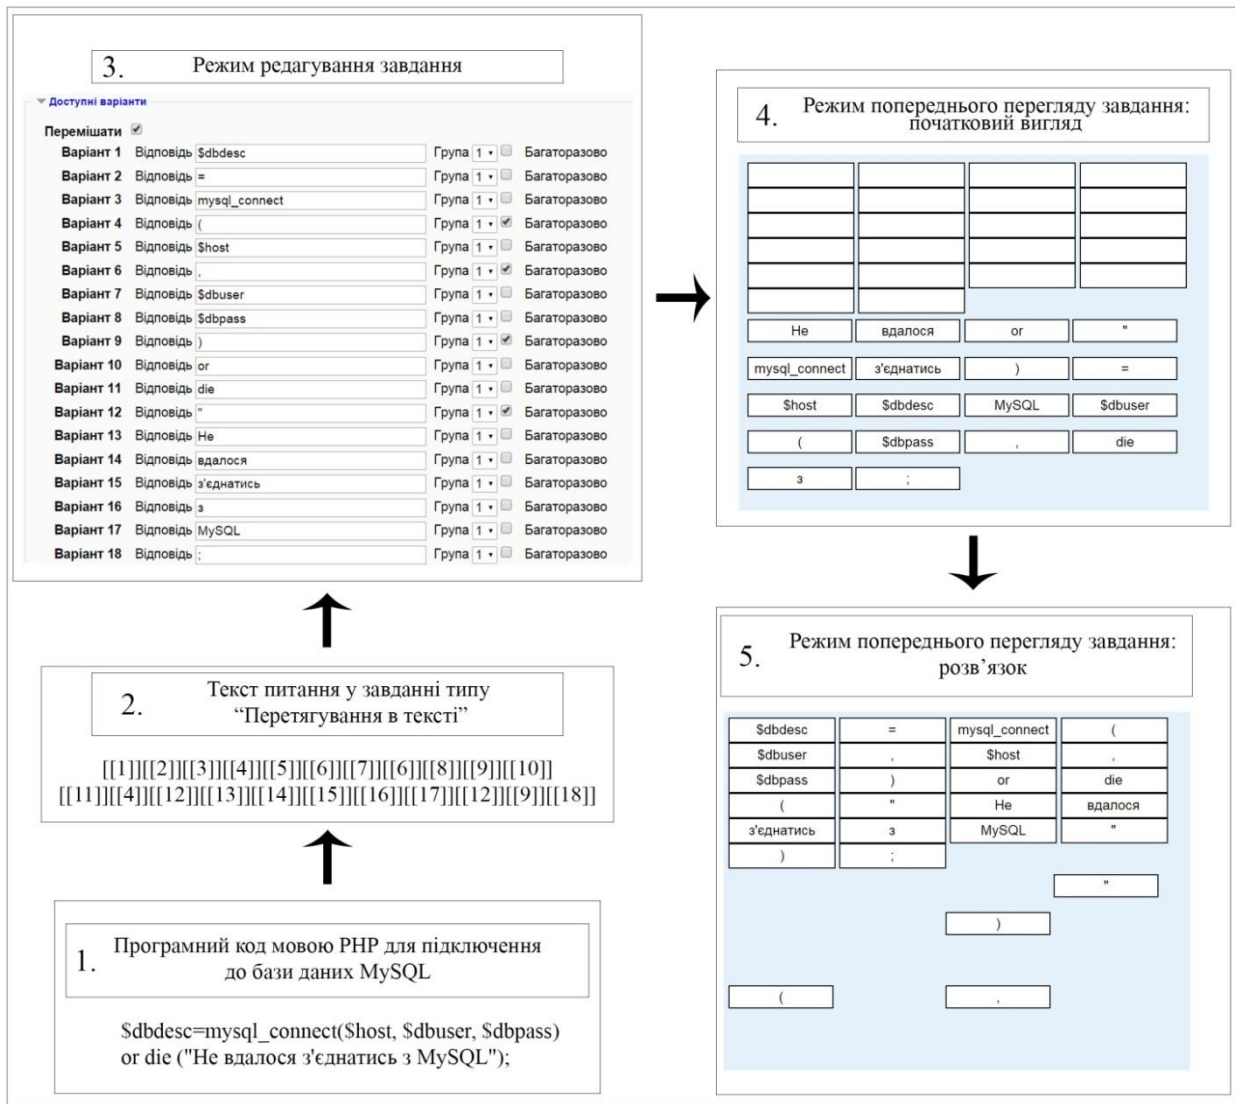 3. Режим редагування завдання
Доступні варіанти
Перемішати
Варіант 1 Відповідь $dbdesc Група 1 Багаторазово
Варіант 2 Відповідь = Група 1 Багаторазово
Варіант 3 Відповідь mysql_connect Група 1 Багаторазово
Варіант 4 Відповідь ( Група 1 Багаторазово
Варіант 5 Відповідь $host Група 1 Багаторазово
Варіант 6 Відповідь , Група 1 Багаторазово
Варіант 7 Відповідь $dbuser Група 1 Багаторазово
Варіант 8 Відповідь $dbpass Група 1 Багаторазово
Варіант 9 Відповідь ) Група 1 Багаторазово
Варіант 10 Відповідь or Група 1 Багаторазово
Варіант 11 Відповідь die Група 1 Багаторазово
Варіант 12 Відповідь " Група 1 Багаторазово
Варіант 13 Відповідь Не Група 1 Багаторазово
Варіант 14 Відповідь вдалося Група 1 Багаторазово
Варіант 15 Відповідь з'єднатись Група 1 Багаторазово
Варіант 16 Відповідь з Група 1 Багаторазово
Варіант 17 Відповідь MySQL Група 1 Багаторазово
Варіант 18 Відповідь ; Група 1 Багаторазово
2. Текст питання у завданні типу
“Перетягування в тексті”
[[1]][[2]][[3]][[4]][[5]][[6]][[7]][[6]][[8]][[9]][[10]]
[[11]][[4]][[12]][[13]][[14]][[15]][[16]][[17]][[12]][[9]][[18]]
1. Програмний код мовою PHP для підключення
до бази даних MySQL
$dbdesc=mysql_connect($host, $dbuser, $dbpass)
or die ("Не вдалося з'єднатись з MySQL");
4. Режим попереднього перегляду завдання:
початковий вигляд
Не вдалося or "
mysql_connect з'єднатись ) =
$host $dbdesc MySQL $dbuser
( $dbpass , die
з ;
5. Режим попереднього перегляду завдання:
розв’язок
$dbdesc = mysql_connect (
$dbuser , $host ,
$dbpass ) or die
( " Не вдалося
з'єднатись з MySQL "
) ;
"
)
( ,